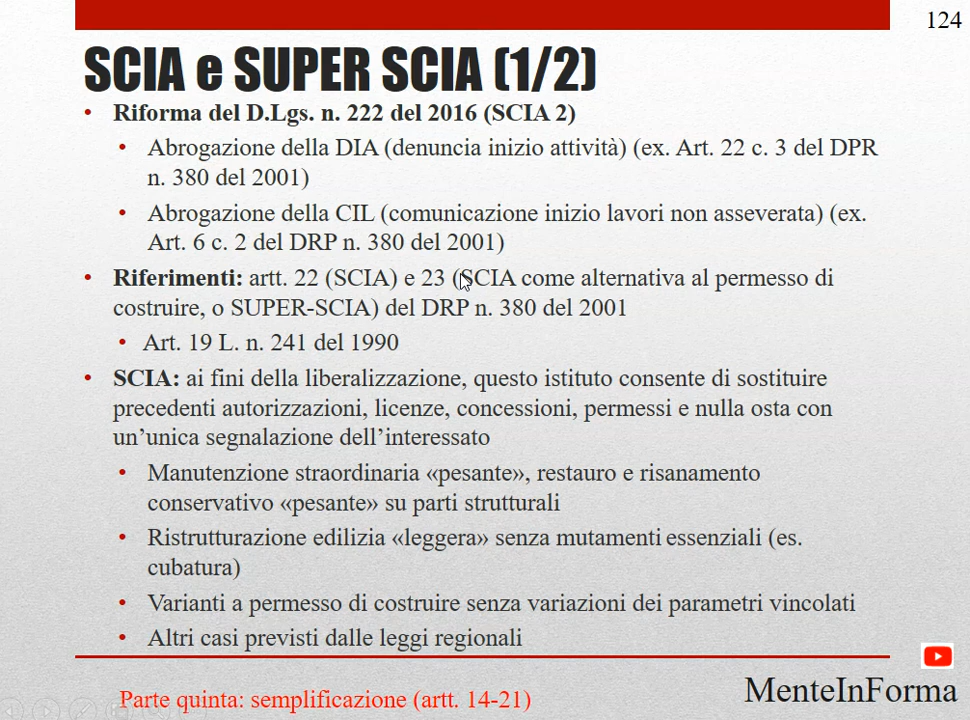 124
SCIA e SUPER SCIA (1/2)
• Riforma del D.Lgs. n. 222 del 2016 (SCIA 2)
• Abrogazione della DIA (denuncia inizio attività) (ex. Art. 22 c. 3 del DPR
n. 380 del 2001)
• Abrogazione della CIL (comunicazione inizio lavori non asseverata) (ex.
Art. 6 c. 2 del DRP n. 380 del 2001)
• Riferimenti: artt. 22 (SCIA) e 23 (SCIA come alternativa al permesso di
costruire, o SUPER-SCIA) del DRP n. 380 del 2001
• Art. 19 L. n. 241 del 1990
• SCIA: ai fini della liberalizzazione, questo istituto consente di sostituire
precedenti autorizzazioni, licenze, concessioni, permessi e nulla osta con
un’unica segnalazione dell’interessato
• Manutenzione straordinaria «pesante», restauro e risanamento
conservativo «pesante» su parti strutturali
• Ristrutturazione edilizia «leggera» senza mutamenti essenziali (es.
cubatura)
• Varianti a permesso di costruire senza variazioni dei parametri vincolati
• Altri casi previsti dalle leggi regionali
Parte quinta: semplificazione (artt. 14-21)
MenteInForma